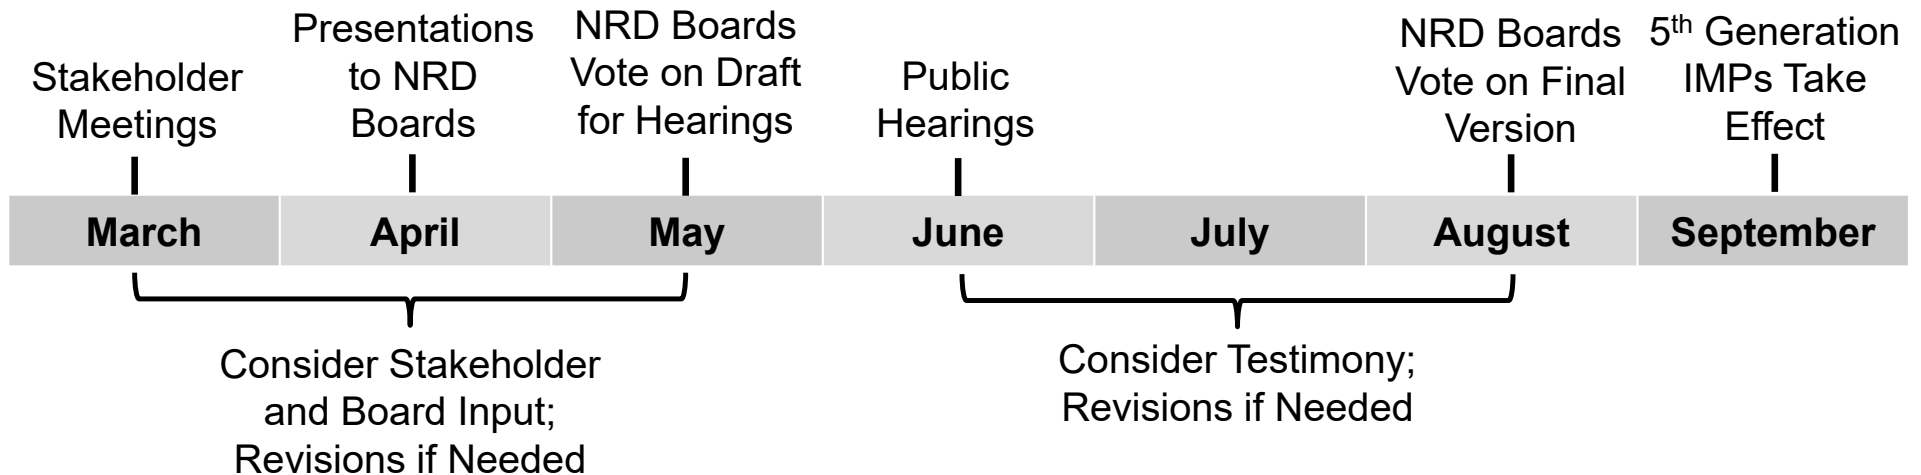 Stakeholder
Meetings
Presentations
to NRD
Boards
NRD Boards
Vote on Draft
for Hearings
Public
Hearings
NRD Boards
Vote on Final
Version
5th Generation
IMPs Take
Effect
March
April
May
June
July
August
September
Consider Stakeholder
and Board Input;
Revisions if Needed
Consider Testimony;
Revisions if Needed